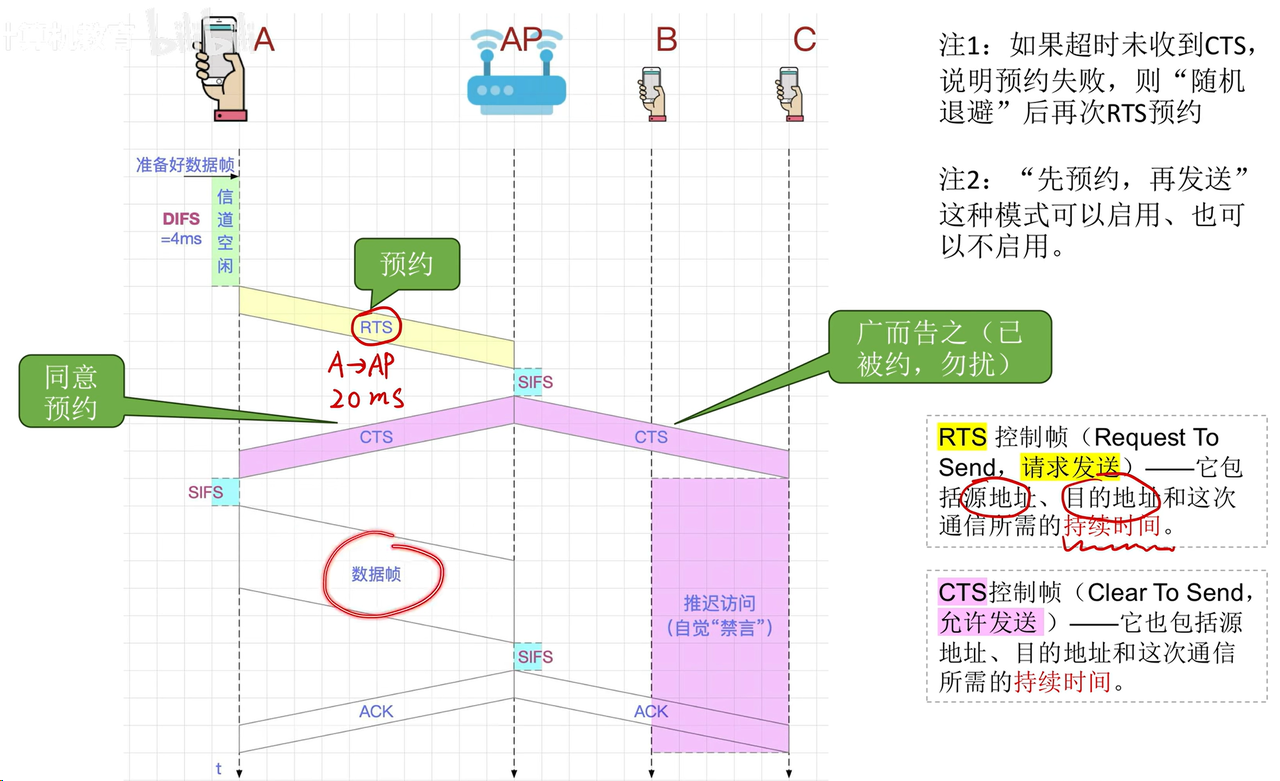 计算机教育
bilibili
A
AP
B
C
准备好数据帧
DIFS
=4ms
信道空闲
预约
RTS
A→AP
20ms
SIFS
同意
预约
广而告之（已
被约，勿扰）
CTS
CTS
SIFS
数据帧
推迟访问
(自觉“禁言”)
SIFS
ACK
ACK
t
注1：如果超时未收到CTS，
说明预约失败，则“随机
退避”后再次RTS预约
注2：“先预约，再发送”
这种模式可以启用、也可
以不启用。
RTS 控制帧（Request To
Send，请求发送）——它包
括源地址、目的地址和这次
通信所需的持续时间。
CTS控制帧（Clear To Send，
允许发送 ）——它也包括源
地址、目的地址和这次通信
所需的持续时间。